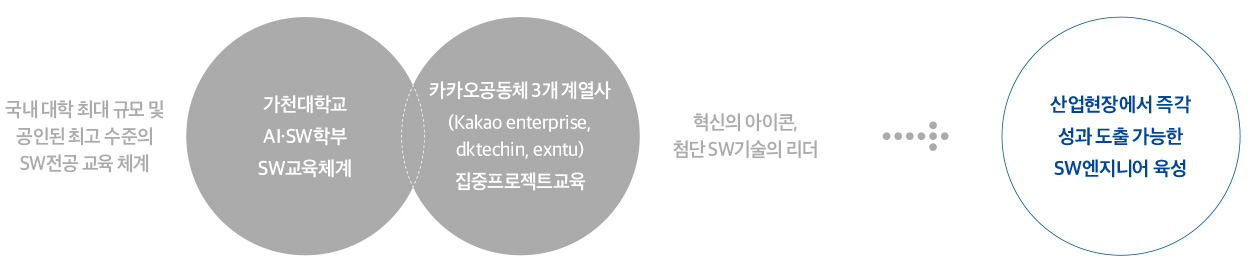 국내 대학 최대 규모 및
공인된 최고 수준의
SW전공 교육 체계
가천대학교
AI·SW학부
SW교육체계
카카오공동체 3개 계열사
(Kakao enterprise,
dktechin, exntu)
집중프로젝트교육
혁신의 아이콘,
첨단 SW기술의 리더
산업현장에서 즉각
성과 도출 가능한
SW엔지니어 육성